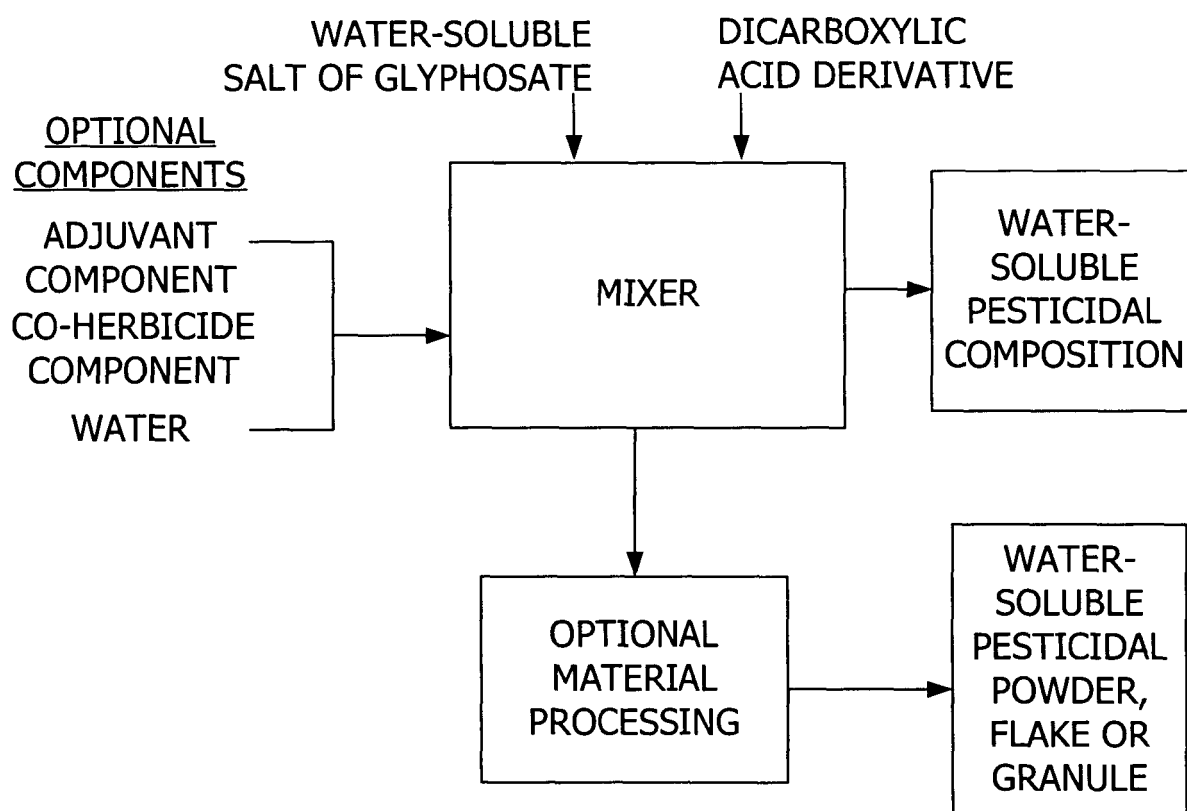 WATER-SOLUBLE
SALT OF GLYPHOSATE
DICARBOXYLIC
ACID DERIVATIVE
OPTIONAL
COMPONENTS
ADJUVANT
COMPONENT
CO-HERBICIDE
COMPONENT
WATER
MIXER
WATER-
SOLUBLE
PESTICIDAL
COMPOSITION
OPTIONAL
MATERIAL
PROCESSING
WATER-
SOLUBLE
PESTICIDAL
POWDER,
FLAKE OR
GRANULE